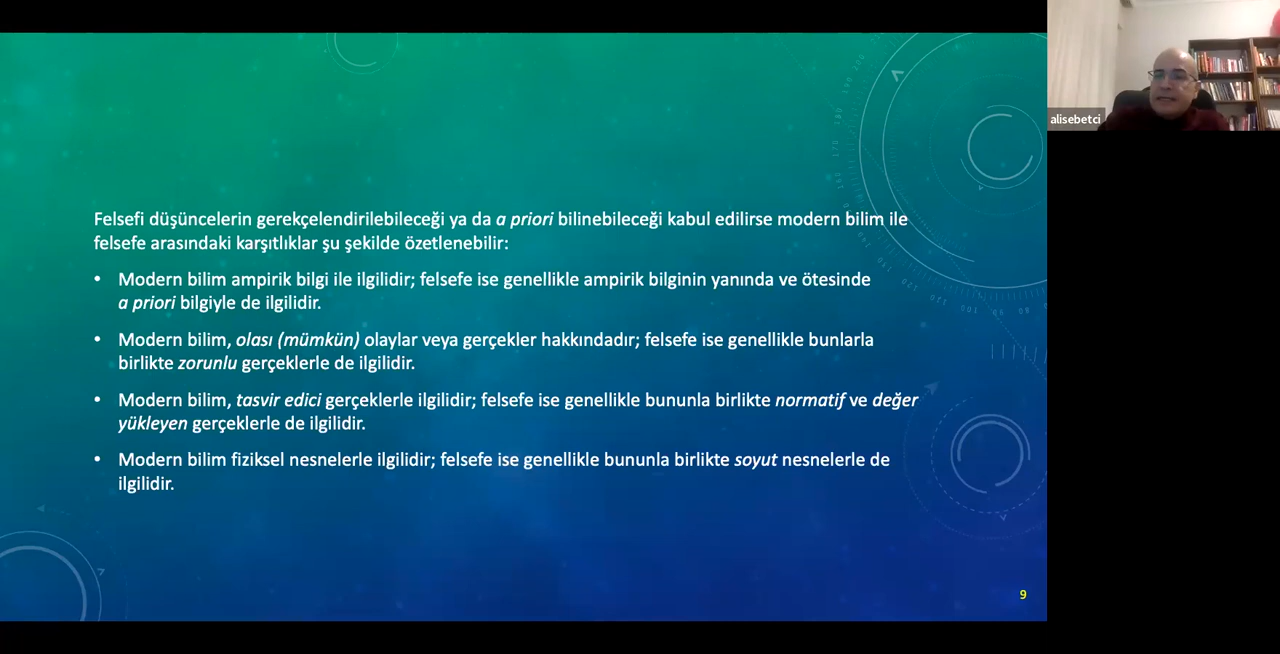 Felsefi düşüncelerin gerekçelendirilebileceği ya da a priori bilinebileceği kabul edilirse modern bilim ile
felsefe arasındaki karşıtlıklar şu şekilde özetlenebilir:
• Modern bilim ampirik bilgi ile ilgilidir; felsefe ise genellikle ampirik bilginin yanında ve ötesinde
a priori bilgiyle de ilgilidir.
• Modern bilim, olası (mümkün) olaylar veya gerçekler hakkındadır; felsefe ise genellikle bunlarla
birlikte zorunlu gerçeklerle de ilgilidir.
• Modern bilim, tasvir edici gerçeklerle ilgilidir; felsefe ise genellikle bununla birlikte normatif ve değer
yükleyen gerçeklerle de ilgilidir.
• Modern bilim fiziksel nesnelerle ilgilidir; felsefe ise genellikle bununla birlikte soyut nesnelerle de
ilgilidir.
9
alisebetci